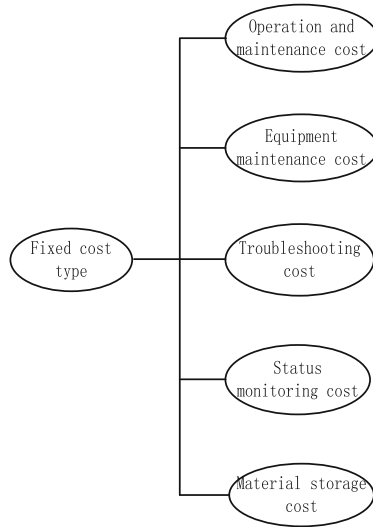 Operation and
maintenance cost
Equipment
maintenance cost
Fixed cost
type
Troubleshooting
cost
Status
monitoring cost
Material storage
cost